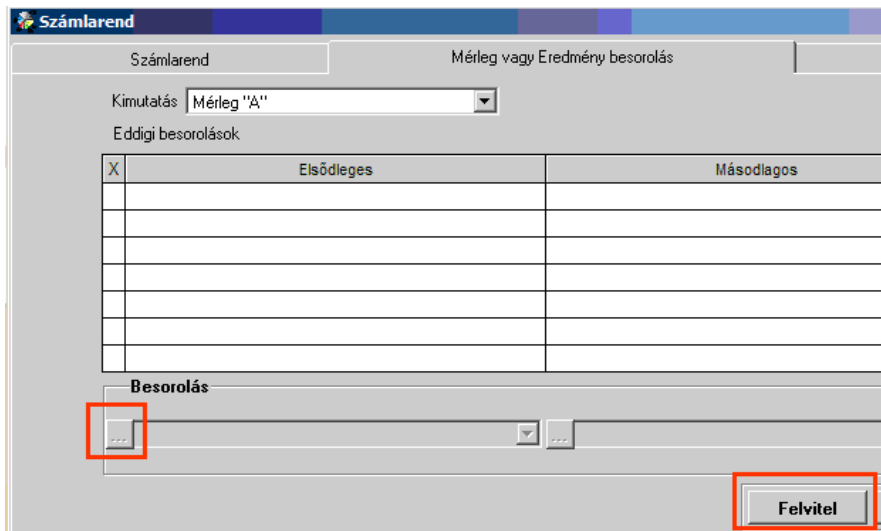 Számlarend
Számlarend
Mérleg vagy Eredmény besorolás
Kimutatás Mérleg "A"
Eddigi besorolások
X Elsődleges Másodlagos
Besorolás
... ...
Felvitel